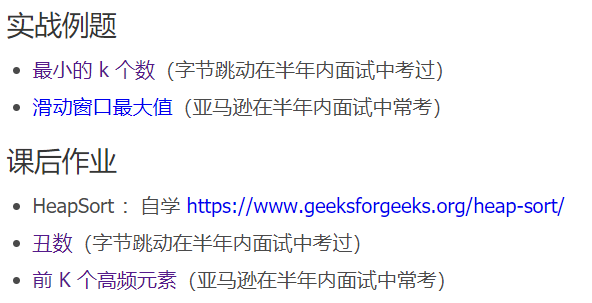 实战例题
最小的 k 个数（字节跳动在半年内面试中考过）
滑动窗口最大值（亚马逊在半年内面试中常考）
课后作业
HeapSort ：自学 https://www.geeksforgeeks.org/heap-sort/
丑数（字节跳动在半年内面试中考过）
前 K 个高频元素（亚马逊在半年内面试中常考）